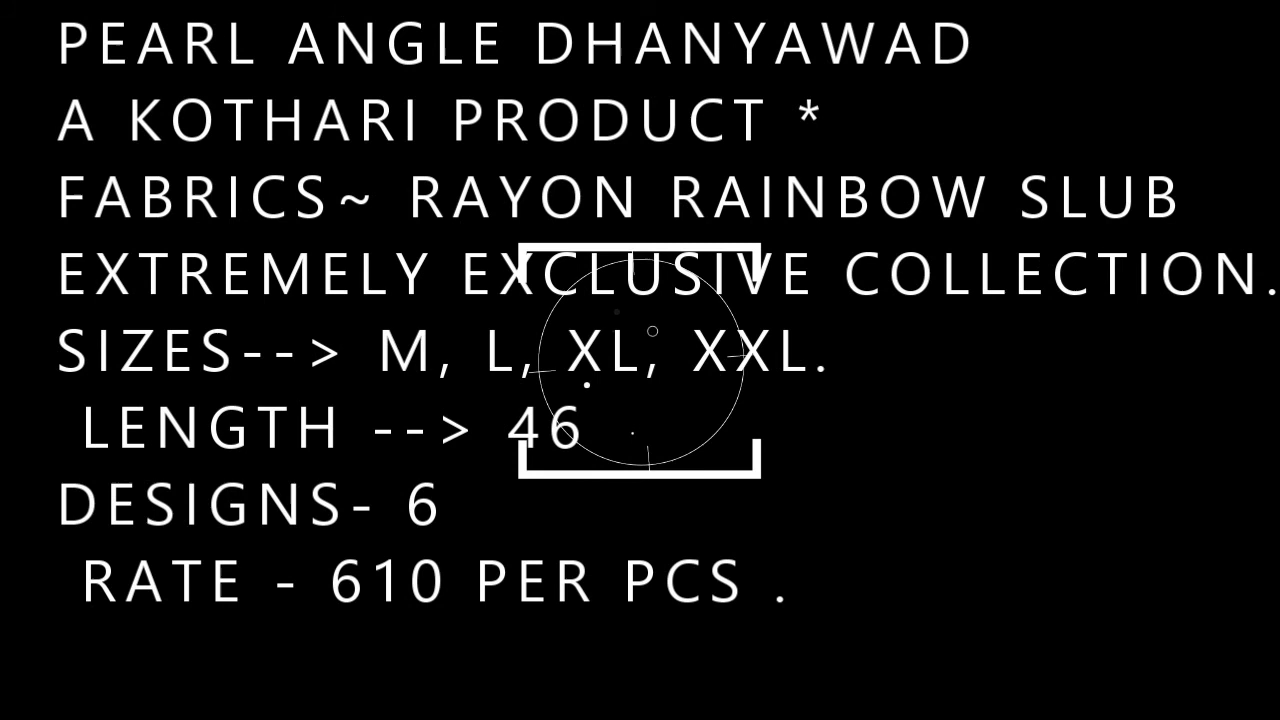 PEARL ANGLE DHANYAWAD
A KOTHARI PRODUCT *
FABRICS~ RAYON RAINBOW SLUB
EXTREMELY EXCLUSIVE COLLECTION.
SIZES--> M, L, XL, XXL.
LENGTH --> 46
DESIGNS- 6
RATE - 610 PER PCS .